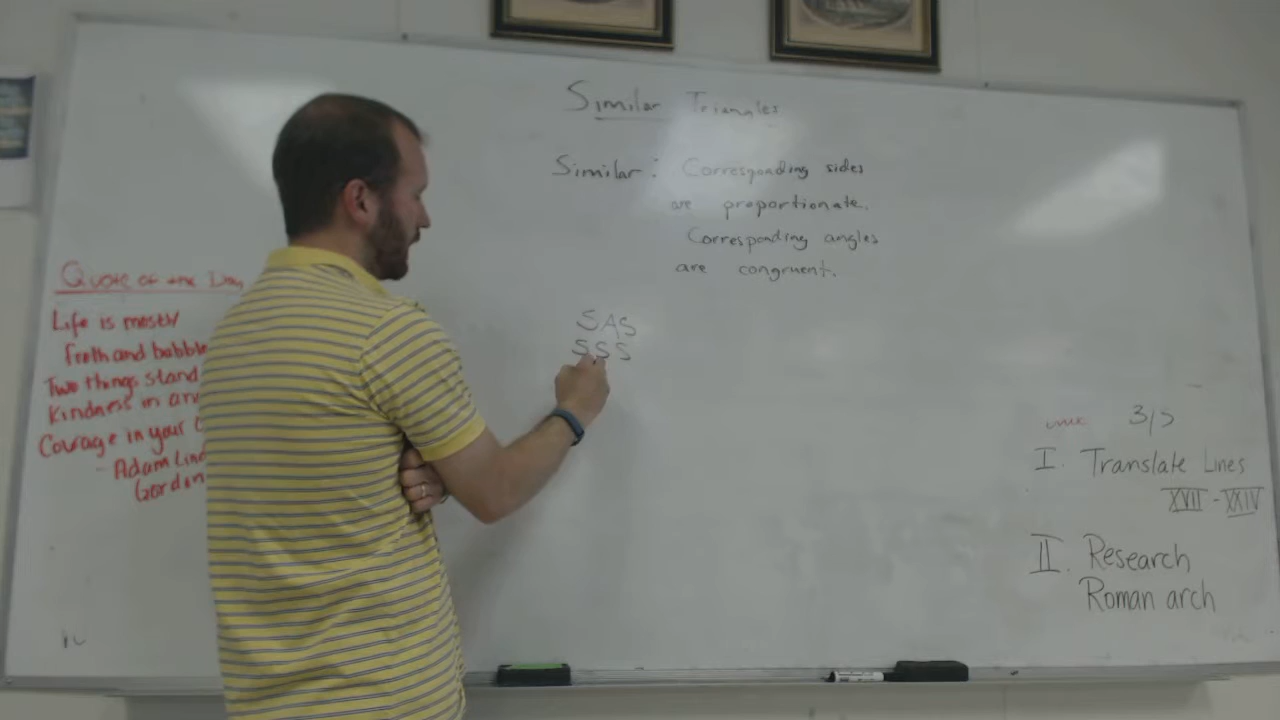 Similar Triangles
Similar: Corresponding sides
are proportionate.
Corresponding angles
are congruent.
SAS
SSS
Quote of the Day
Life is mostly
froth and bubble
Two things stand
Kindness in an
Courage in your
- Adam Lind
Gordon
3/5
I. Translate Lines
XVII - XXIV
II. Research
Roman arch